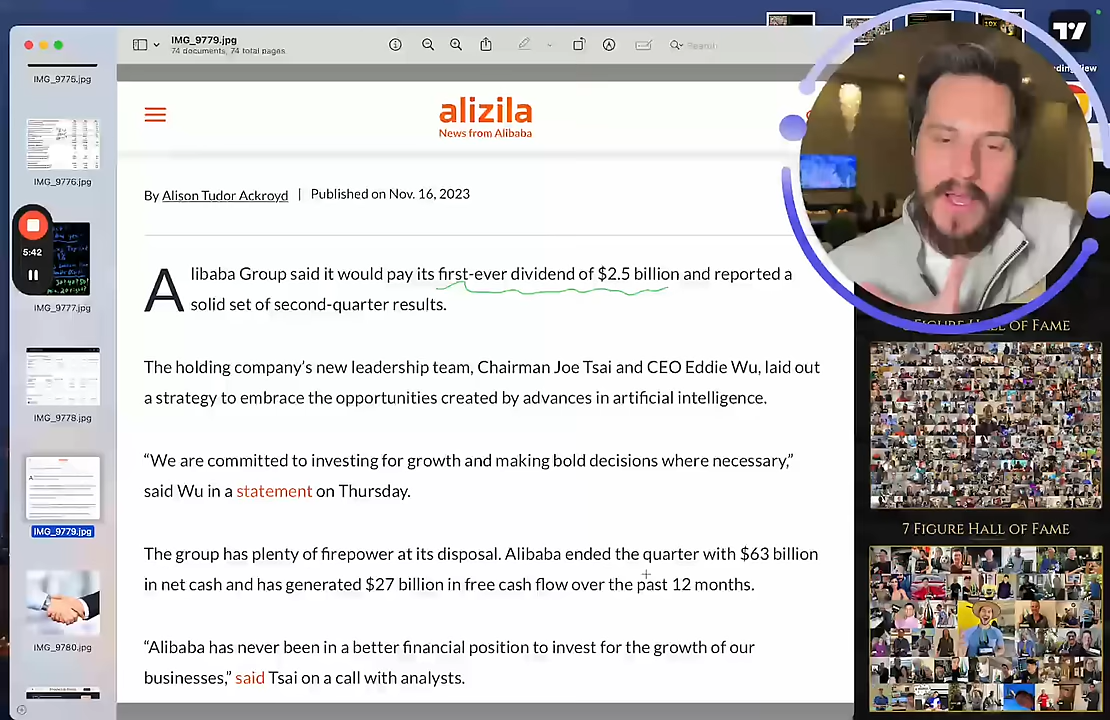 IMG_9779.jpg
74 documents, 74 total pages
Search
IMG_9775.jpg
IMG_9776.jpg
5:42
IMG_9777.jpg
IMG_9778.jpg
IMG_9779.jpg
IMG_9780.jpg
alizila
News from Alibaba
By Alison Tudor Ackroyd | Published on Nov. 16, 2023
Alibaba Group said it would pay its first-ever dividend of $2.5 billion and reported a
solid set of second-quarter results.
The holding company’s new leadership team, Chairman Joe Tsai and CEO Eddie Wu, laid out
a strategy to embrace the opportunities created by advances in artificial intelligence.
“We are committed to investing for growth and making bold decisions where necessary,”
said Wu in a statement on Thursday.
The group has plenty of firepower at its disposal. Alibaba ended the quarter with $63 billion
in net cash and has generated $27 billion in free cash flow over the past 12 months.
“Alibaba has never been in a better financial position to invest for the growth of our
businesses,” said Tsai on a call with analysts.
View
Figure Hall of Fame
7 Figure Hall of Fame